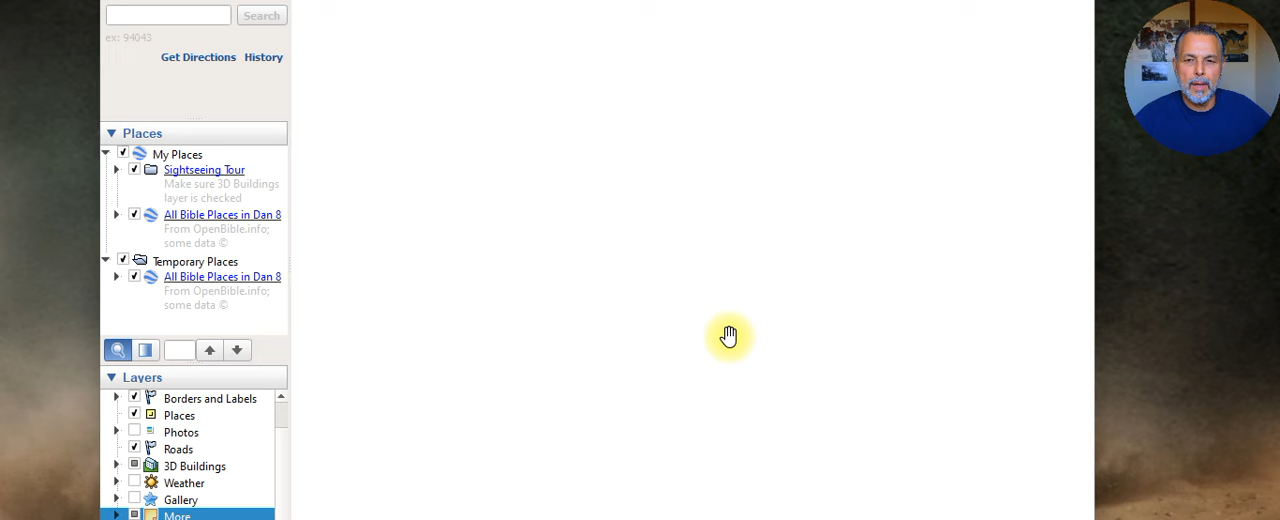 Search
ex: 94043
Get Directions History
Places
My Places
Sightseeing Tour
Make sure 3D Buildings
layer is checked
All Bible Places in Dan 8
From OpenBible.info;
some data ©
Temporary Places
All Bible Places in Dan 8
From OpenBible.info;
some data ©
Layers
Borders and Labels
Places
Photos
Roads
3D Buildings
Weather
Gallery
More